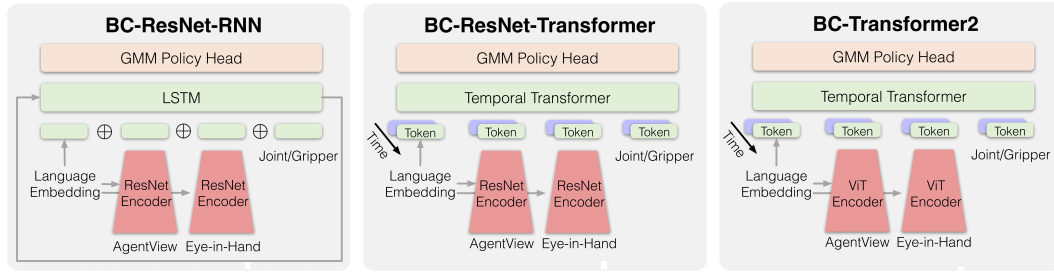 BC-ResNet-RNN
GMM Policy Head
LSTM
Joint/Gripper
Language
Embedding
ResNet
Encoder
ResNet
Encoder
AgentView
Eye-in-Hand
BC-ResNet-Transformer
GMM Policy Head
Temporal Transformer
Time
Token
Token
Token
Token
Joint/Gripper
Language
Embedding
ResNet
Encoder
ResNet
Encoder
AgentView
Eye-in-Hand
BC-Transformer2
GMM Policy Head
Temporal Transformer
Time
Token
Token
Token
Token
Joint/Gripper
Language
Embedding
ViT
Encoder
ViT
Encoder
AgentView
Eye-in-Hand